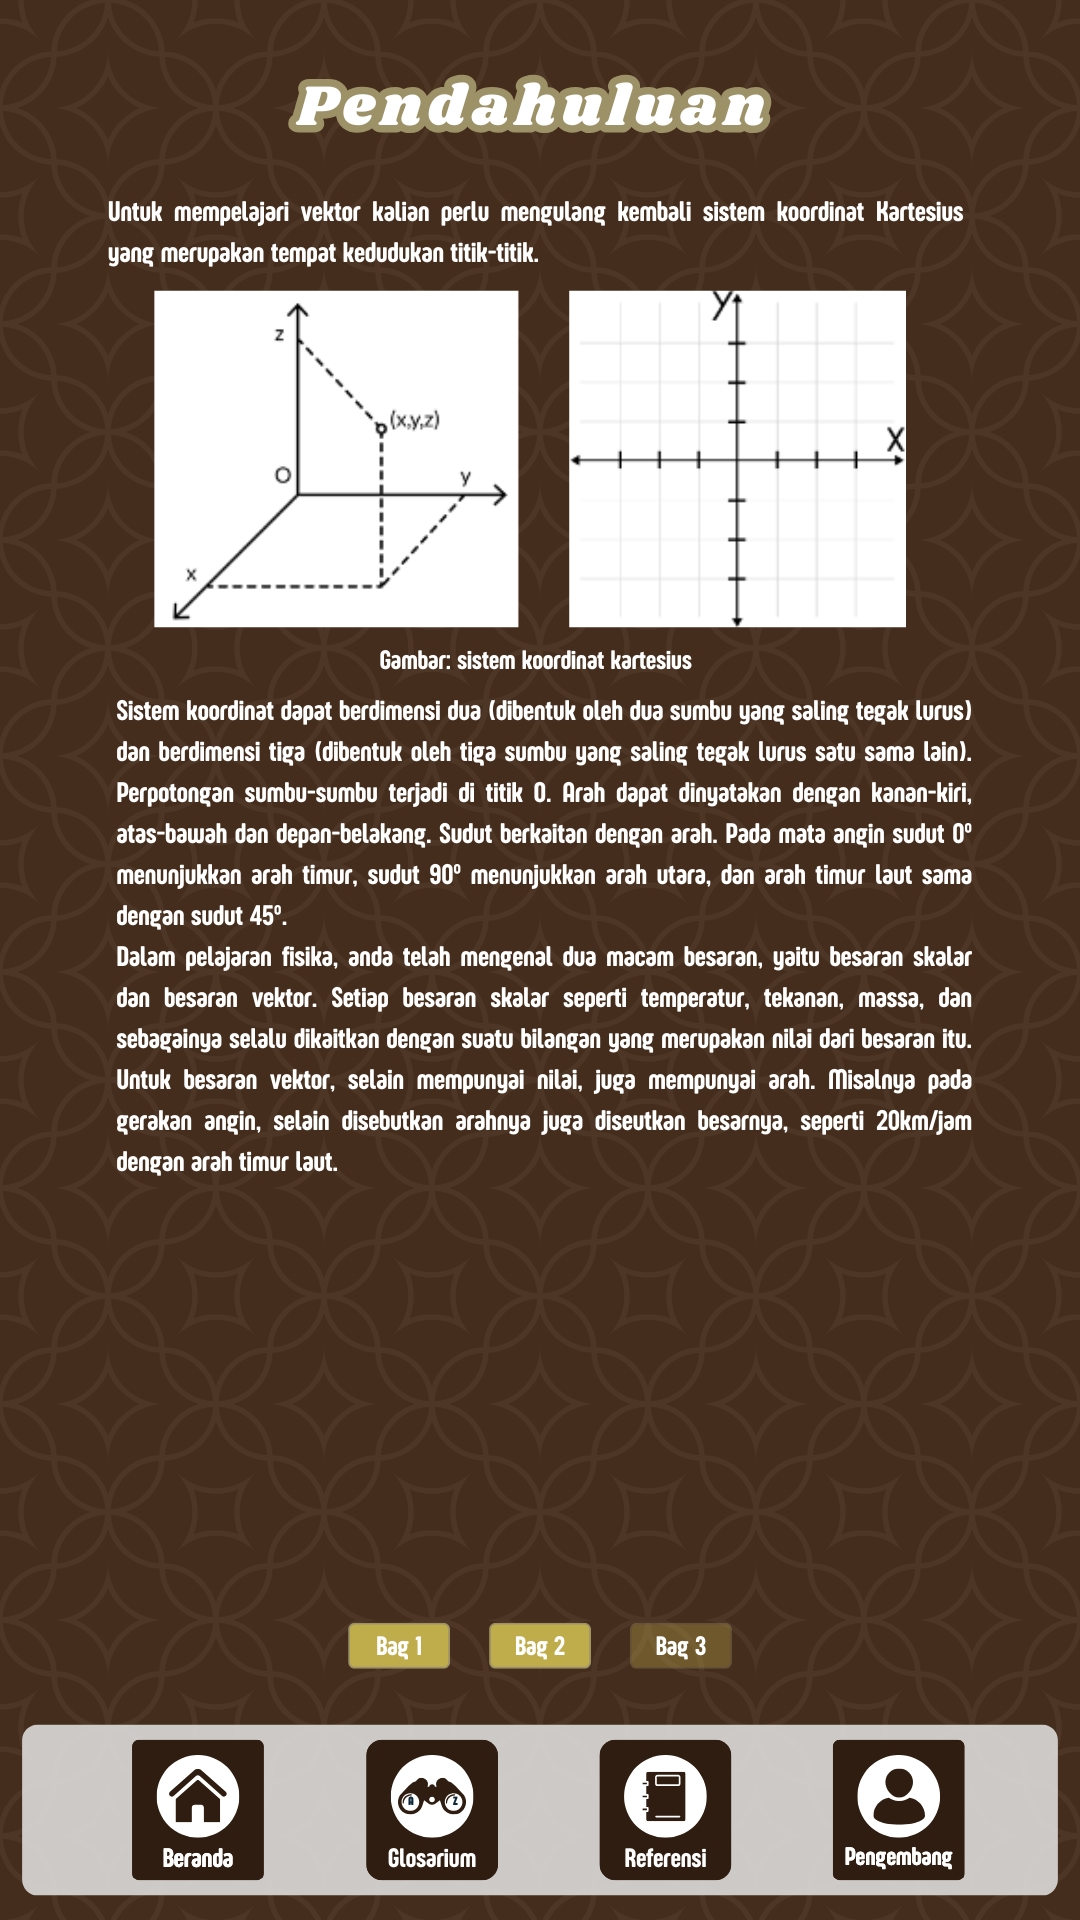 Pendahuluan
Untuk mempelajari vektor kalian perlu mengulang kembali sistem koordinat Kartesius
yang merupakan tempat kedudukan titik-titik.
z
(x,y,z)
O
y
x
y
X
Gambar: sistem koordinat kartesius
Sistem koordinat dapat berdimensi dua (dibentuk oleh dua sumbu yang saling tegak lurus)
dan berdimensi tiga (dibentuk oleh tiga sumbu yang saling tegak lurus satu sama lain).
Perpotongan sumbu-sumbu terjadi di titik O. Arah dapat dinyatakan dengan kanan-kiri,
atas-bawah dan depan-belakang. Sudut berkaitan dengan arah. Pada mata angin sudut 0º
menunjukkan arah timur, sudut 90º menunjukkan arah utara, dan arah timur laut sama
dengan sudut 45º.
Dalam pelajaran fisika, anda telah mengenal dua macam besaran, yaitu besaran skalar
dan besaran vektor. Setiap besaran skalar seperti temperatur, tekanan, massa, dan
sebagainya selalu dikaitkan dengan suatu bilangan yang merupakan nilai dari besaran itu.
Untuk besaran vektor, selain mempunyai nilai, juga mempunyai arah. Misalnya pada
gerakan angin, selain disebutkan arahnya juga diseutkan besarnya, seperti 20km/jam
dengan arah timur laut.
Bag 1
Bag 2
Bag 3
A
Z
Beranda
Glosarium
Referensi
Pengembang